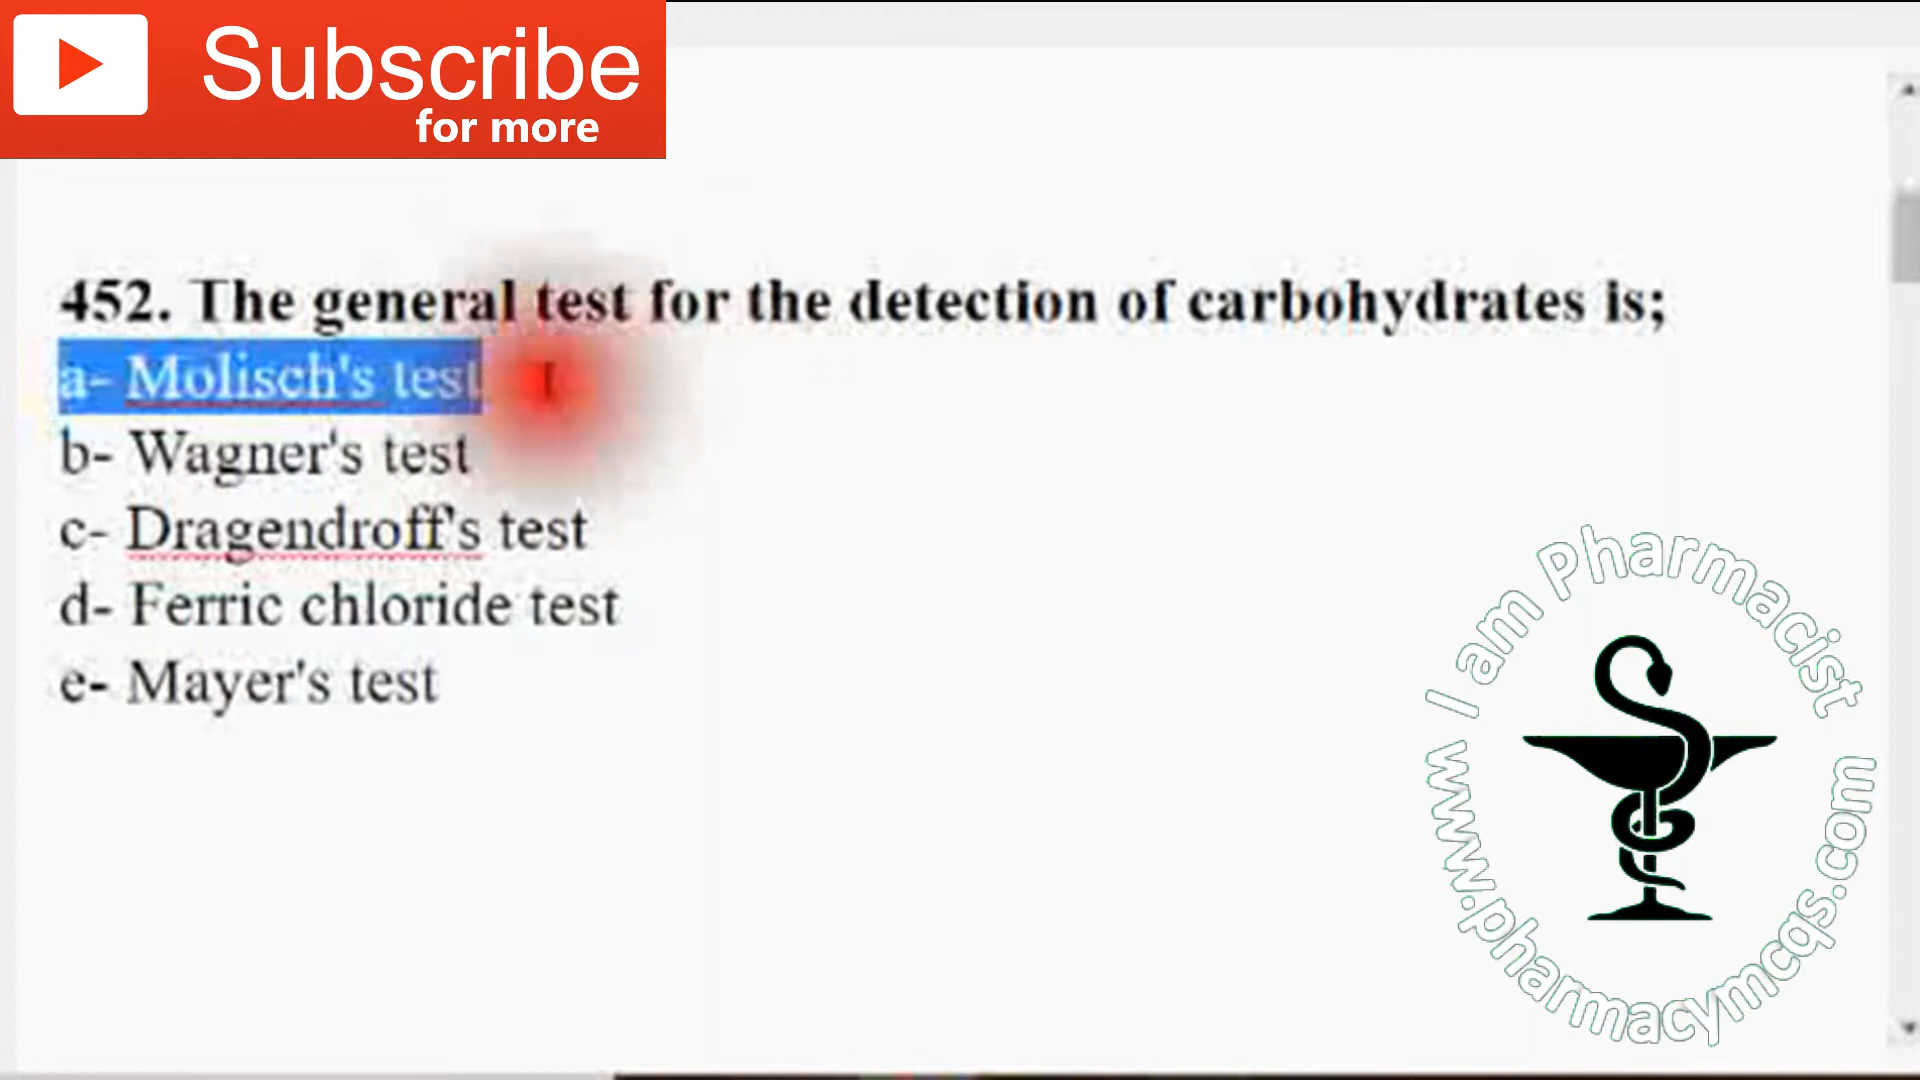 Subscribe
for more
452. The general test for the detection of carbohydrates is;
a- Molisch's test
b- Wagner's test
c- Dragendroff's test
d- Ferric chloride test
e- Mayer's test
I am Pharmacist
www.pharmacymcqs.com